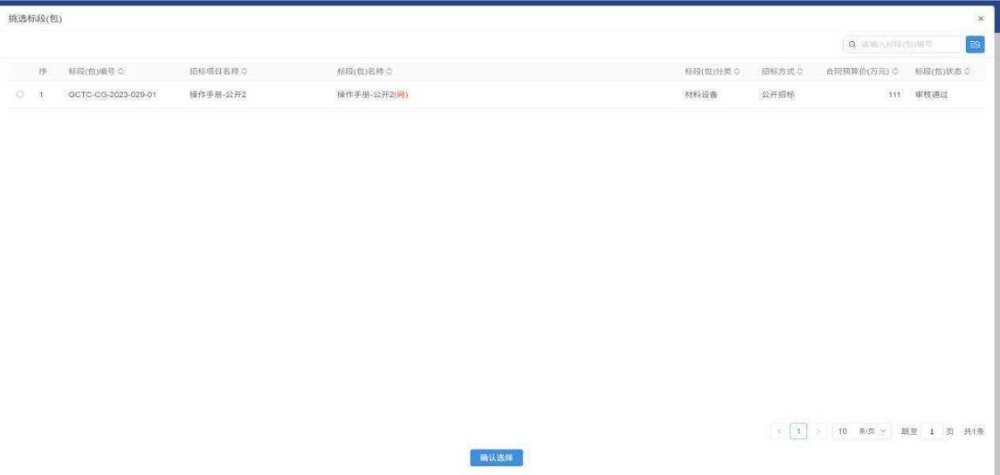 挑选标段(包)
请输入标段(包)编号
序 标段(包)编号 招标项目名称 标段(包)名称 标段(包)分类 招标方式 合同预算价(万元) 标段(包)状态
1 GCTC-CG-2023-029-01 操作手册-公开2 操作手册-公开2(网) 材料设备 公开招标 111 审核通过
1 10 条/页 跳至 1 页 共1条
确认选择